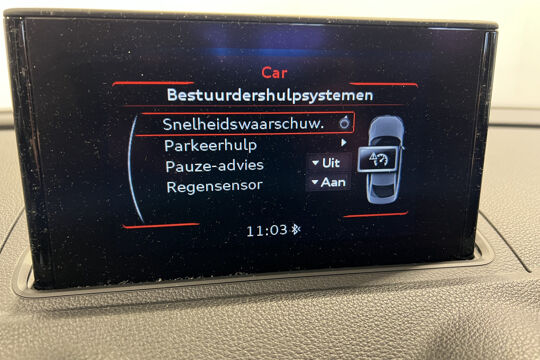 Car
Bestuurdershulpsystemen
Snelheidswaarschuw.
Parkeerhulp
Pauze-advies Uit
Regensensor Aan
11:03